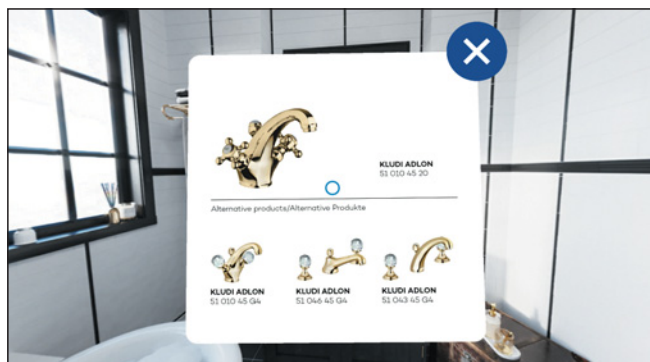 KLUDI ADLON
51 010 45 20
Alternative products/Alternative Produkte
KLUDI ADLON
51 010 45 G4
KLUDI ADLON
51 046 45 G4
KLUDI ADLON
51 043 45 G4